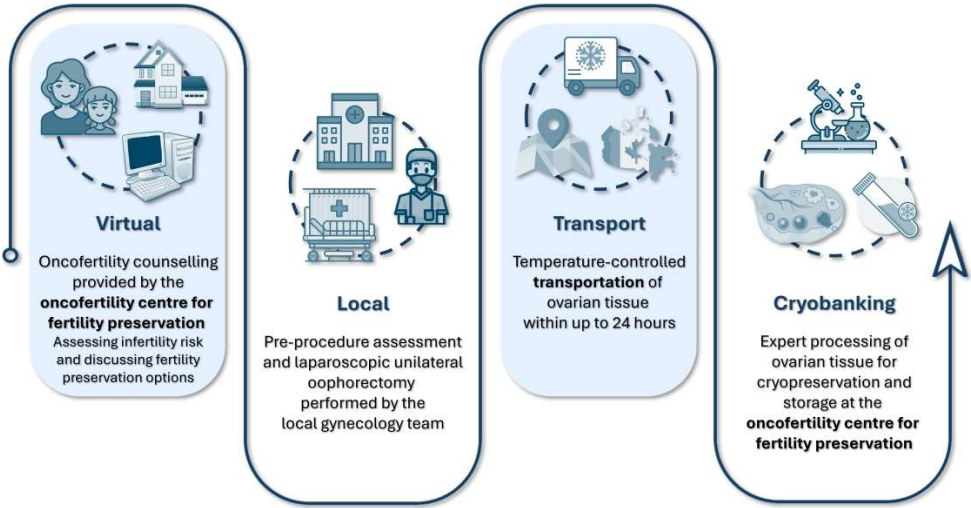 Virtual
Oncofertility counselling
provided by the
oncofertility centre for
fertility preservation
Assessing infertility risk
and discussing fertility
preservation options
Local
Pre-procedure assessment
and laparoscopic unilateral
oophorectomy
performed by the
local gynecology team
Transport
Temperature-controlled
transportation of
ovarian tissue
within up to 24 hours
Cryobanking
Expert processing of
ovarian tissue for
cryopreservation and
storage at the
oncofertility centre for
fertility preservation